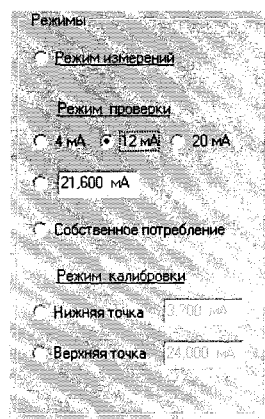 Режимы
Режим измерений
Режим проверки
4 мА 12 мА 20 мА
21,600 мА
Собственное потребление
Режим калибровки
Нижняя точка 3,700 мА
Верхняя точка 24,000 мА